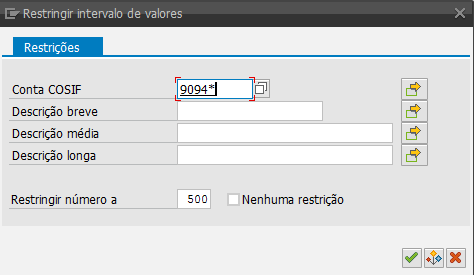 Restringir intervalo de valores
Restrições
Conta COSIF 9094*
Descrição breve
Descrição média
Descrição longa
Restringir número a 500 Nenhuma restrição